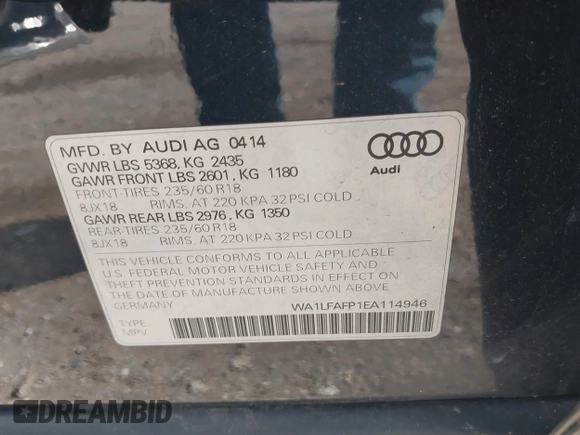 MFD. BY AUDI AG 0414
GVWR LBS 5368, KG 2435
GAWR FRONT LBS 2601, KG 1180
FRONT-TIRES 235/60 R18
8JX18 RIMS, AT 220 KPA 32 PSI COLD
GAWR REAR LBS 2976, KG 1350
REAR-TIRES 235/60 R18
8JX18 RIMS, AT 220 KPA 32 PSI COLD
Audi
THIS VEHICLE CONFORMS TO ALL APPLICABLE
U.S. FEDERAL MOTOR VEHICLE SAFETY AND
THEFT PREVENTION STANDARDS IN EFFECT ON
DATE OF MANUFACTURE SHOWN ABOVE
GERMANY
WA1LFAFP1EA114946
TYPE:
MPV
DREAMBID